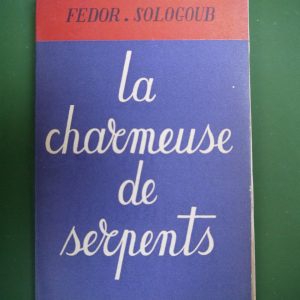 FEDOR . SOLOGOUB
la
charmeuse
de
serpents